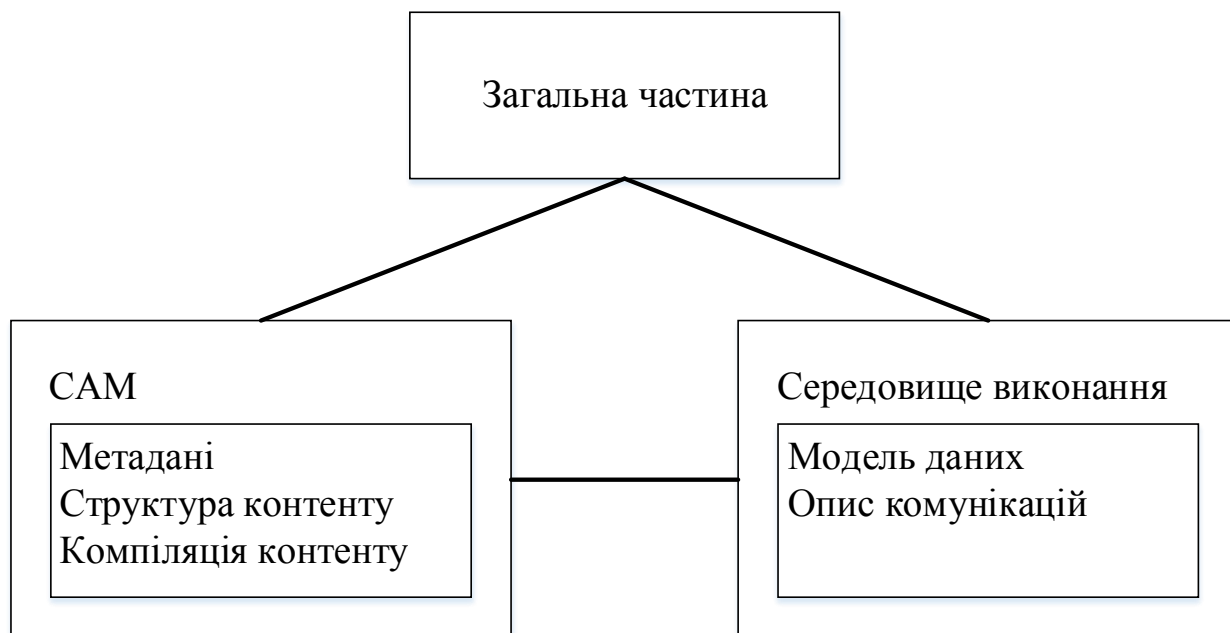 Загальна частина
САМ
Метадані
Структура контенту
Компіляція контенту
Середовище виконання
Модель даних
Опис комунікацій